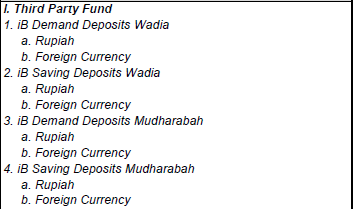 I. Third Party Fund
1. iB Demand Deposits Wadia
a. Rupiah
b. Foreign Currency
2. iB Saving Deposits Wadia
a. Rupiah
b. Foreign Currency
3. iB Demand Deposits Mudharabah
a. Rupiah
b. Foreign Currency
4. iB Saving Deposits Mudharabah
a. Rupiah
b. Foreign Currency